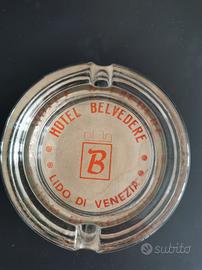 HOTEL BELVEDERE
B
LIDO DI VENEZIA
subito